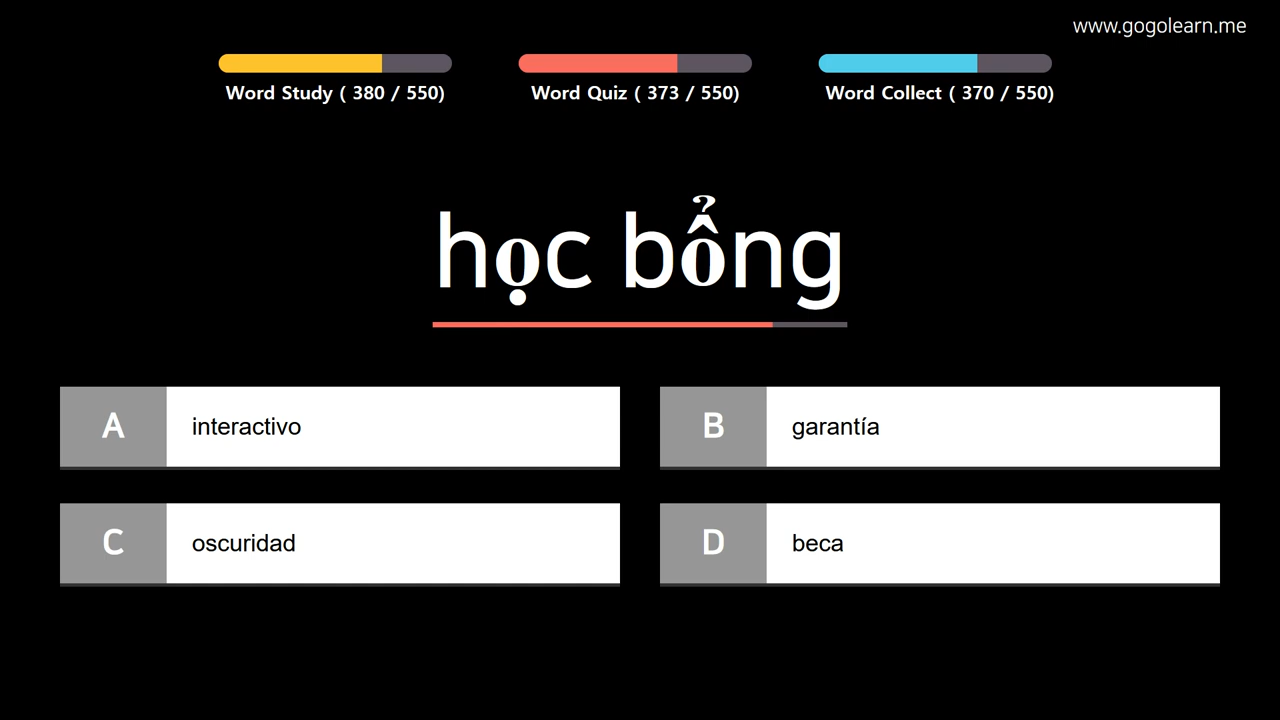 www.gogolearn.me
Word Study ( 380 / 550)
Word Quiz ( 373 / 550)
Word Collect ( 370 / 550)
học bổng
A interactivo
B garantía
C oscuridad
D beca